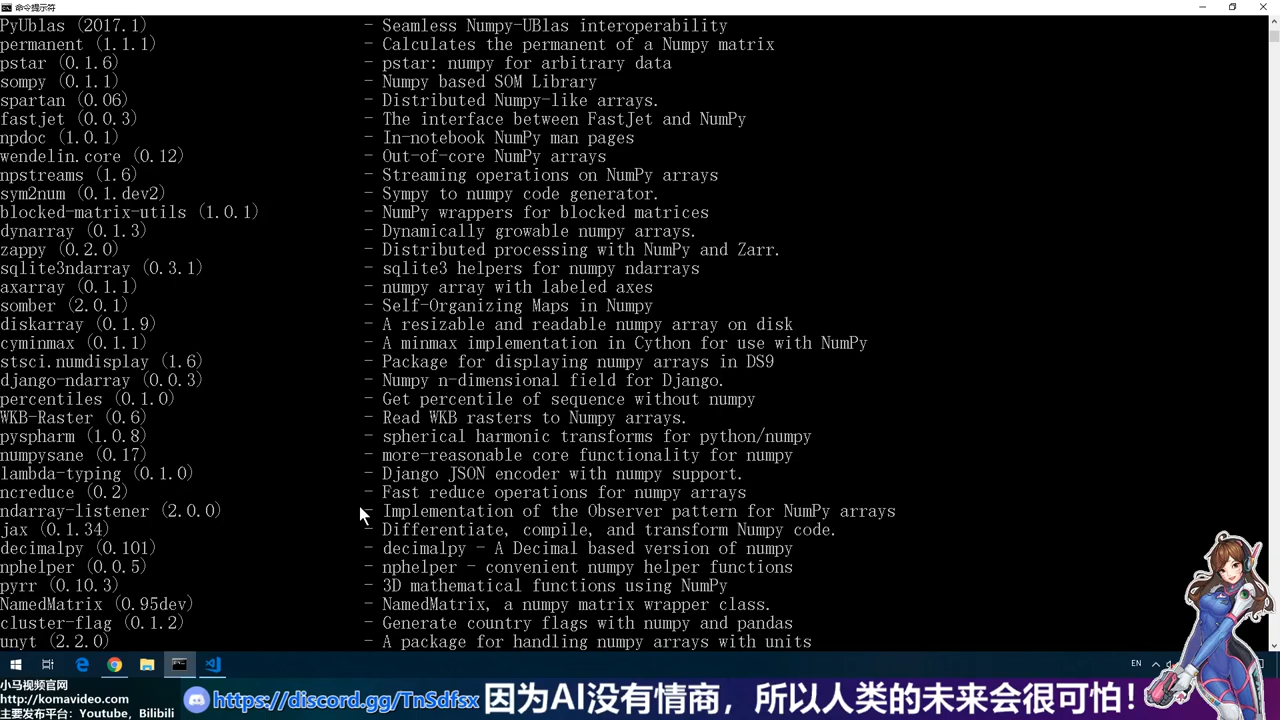 命令提示符
PyUblas (2017.1) - Seamless Numpy-UBlas interoperability
permanent (1.1.1) - Calculates the permanent of a Numpy matrix
pstar (0.1.6) - pstar: numpy for arbitrary data
sompy (0.1.1) - Numpy based SOM Library
spartan (0.06) - Distributed Numpy-like arrays.
fastjet (0.0.3) - The interface between FastJet and NumPy
npdoc (1.0.1) - In-notebook NumPy man pages
wendelin.core (0.12) - Out-of-core NumPy arrays
npstreams (1.6) - Streaming operations on NumPy arrays
sym2num (0.1.dev2) - Sympy to numpy code generator.
blocked-matrix-utils (1.0.1) - NumPy wrappers for blocked matrices
dynarray (0.1.3) - Dynamically growable numpy arrays.
zappy (0.2.0) - Distributed processing with NumPy and Zarr.
sqlite3ndarray (0.3.1) - sqlite3 helpers for numpy ndarrays
axarray (0.1.1) - numpy array with labeled axes
somber (2.0.1) - Self-Organizing Maps in Numpy
diskarray (0.1.9) - A resizable and readable numpy array on disk
cyminmax (0.1.1) - A minmax implementation in Cython for use with NumPy
stsci.numdisplay (1.6) - Package for displaying numpy arrays in DS9
django-ndarray (0.0.3) - Numpy n-dimensional field for Django.
percentiles (0.1.0) - Get percentile of sequence without numpy
WKB-Raster (0.6) - Read WKB rasters to Numpy arrays.
pyspharm (1.0.8) - spherical harmonic transforms for python/numpy
numpysane (0.17) - more-reasonable core functionality for numpy
lambda-typing (0.1.0) - Django JSON encoder with numpy support.
ncreduce (0.2) - Fast reduce operations for numpy arrays
ndarray-listener (2.0.0) - Implementation of the Observer pattern for NumPy arrays
jax (0.1.34) - Differentiate, compile, and transform Numpy code.
decimalpy (0.101) - decimalpy - A Decimal based version of numpy
nphelper (0.0.5) - nphelper - convenient numpy helper functions
pyrr (0.10.3) - 3D mathematical functions using NumPy
NamedMatrix (0.95dev) - NamedMatrix, a numpy matrix wrapper class.
cluster-flag (0.1.2) - Generate country flags with numpy and pandas
unyt (2.2.0) - A package for handling numpy arrays with units
EN
小马视频官网
http://komavideo.com
主要发布平台：Youtube，Bilibili
https://discord.gg/TnSdfsx 因为AI没有情商，所以人类的未来会很可怕！